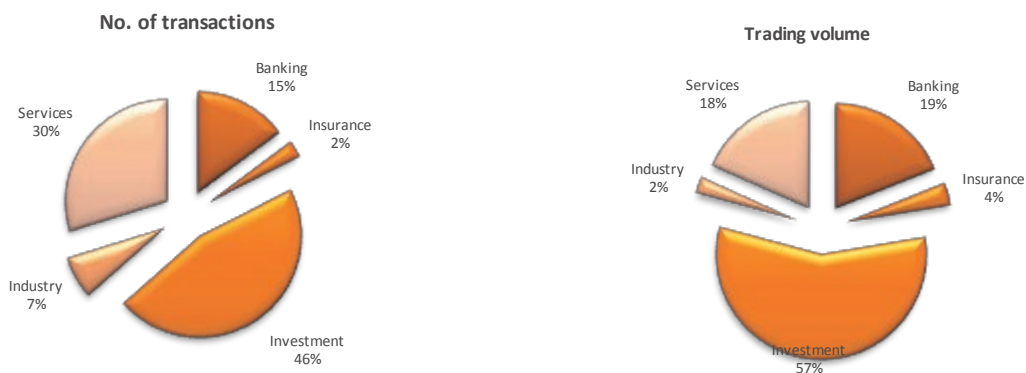 No. of transactions
Banking
15%
Services
30%
Insurance
2%
Industry
7%
Investment
46%
Trading volume
Services
18%
Banking
19%
Industry
2%
Insurance
4%
Investment
57%